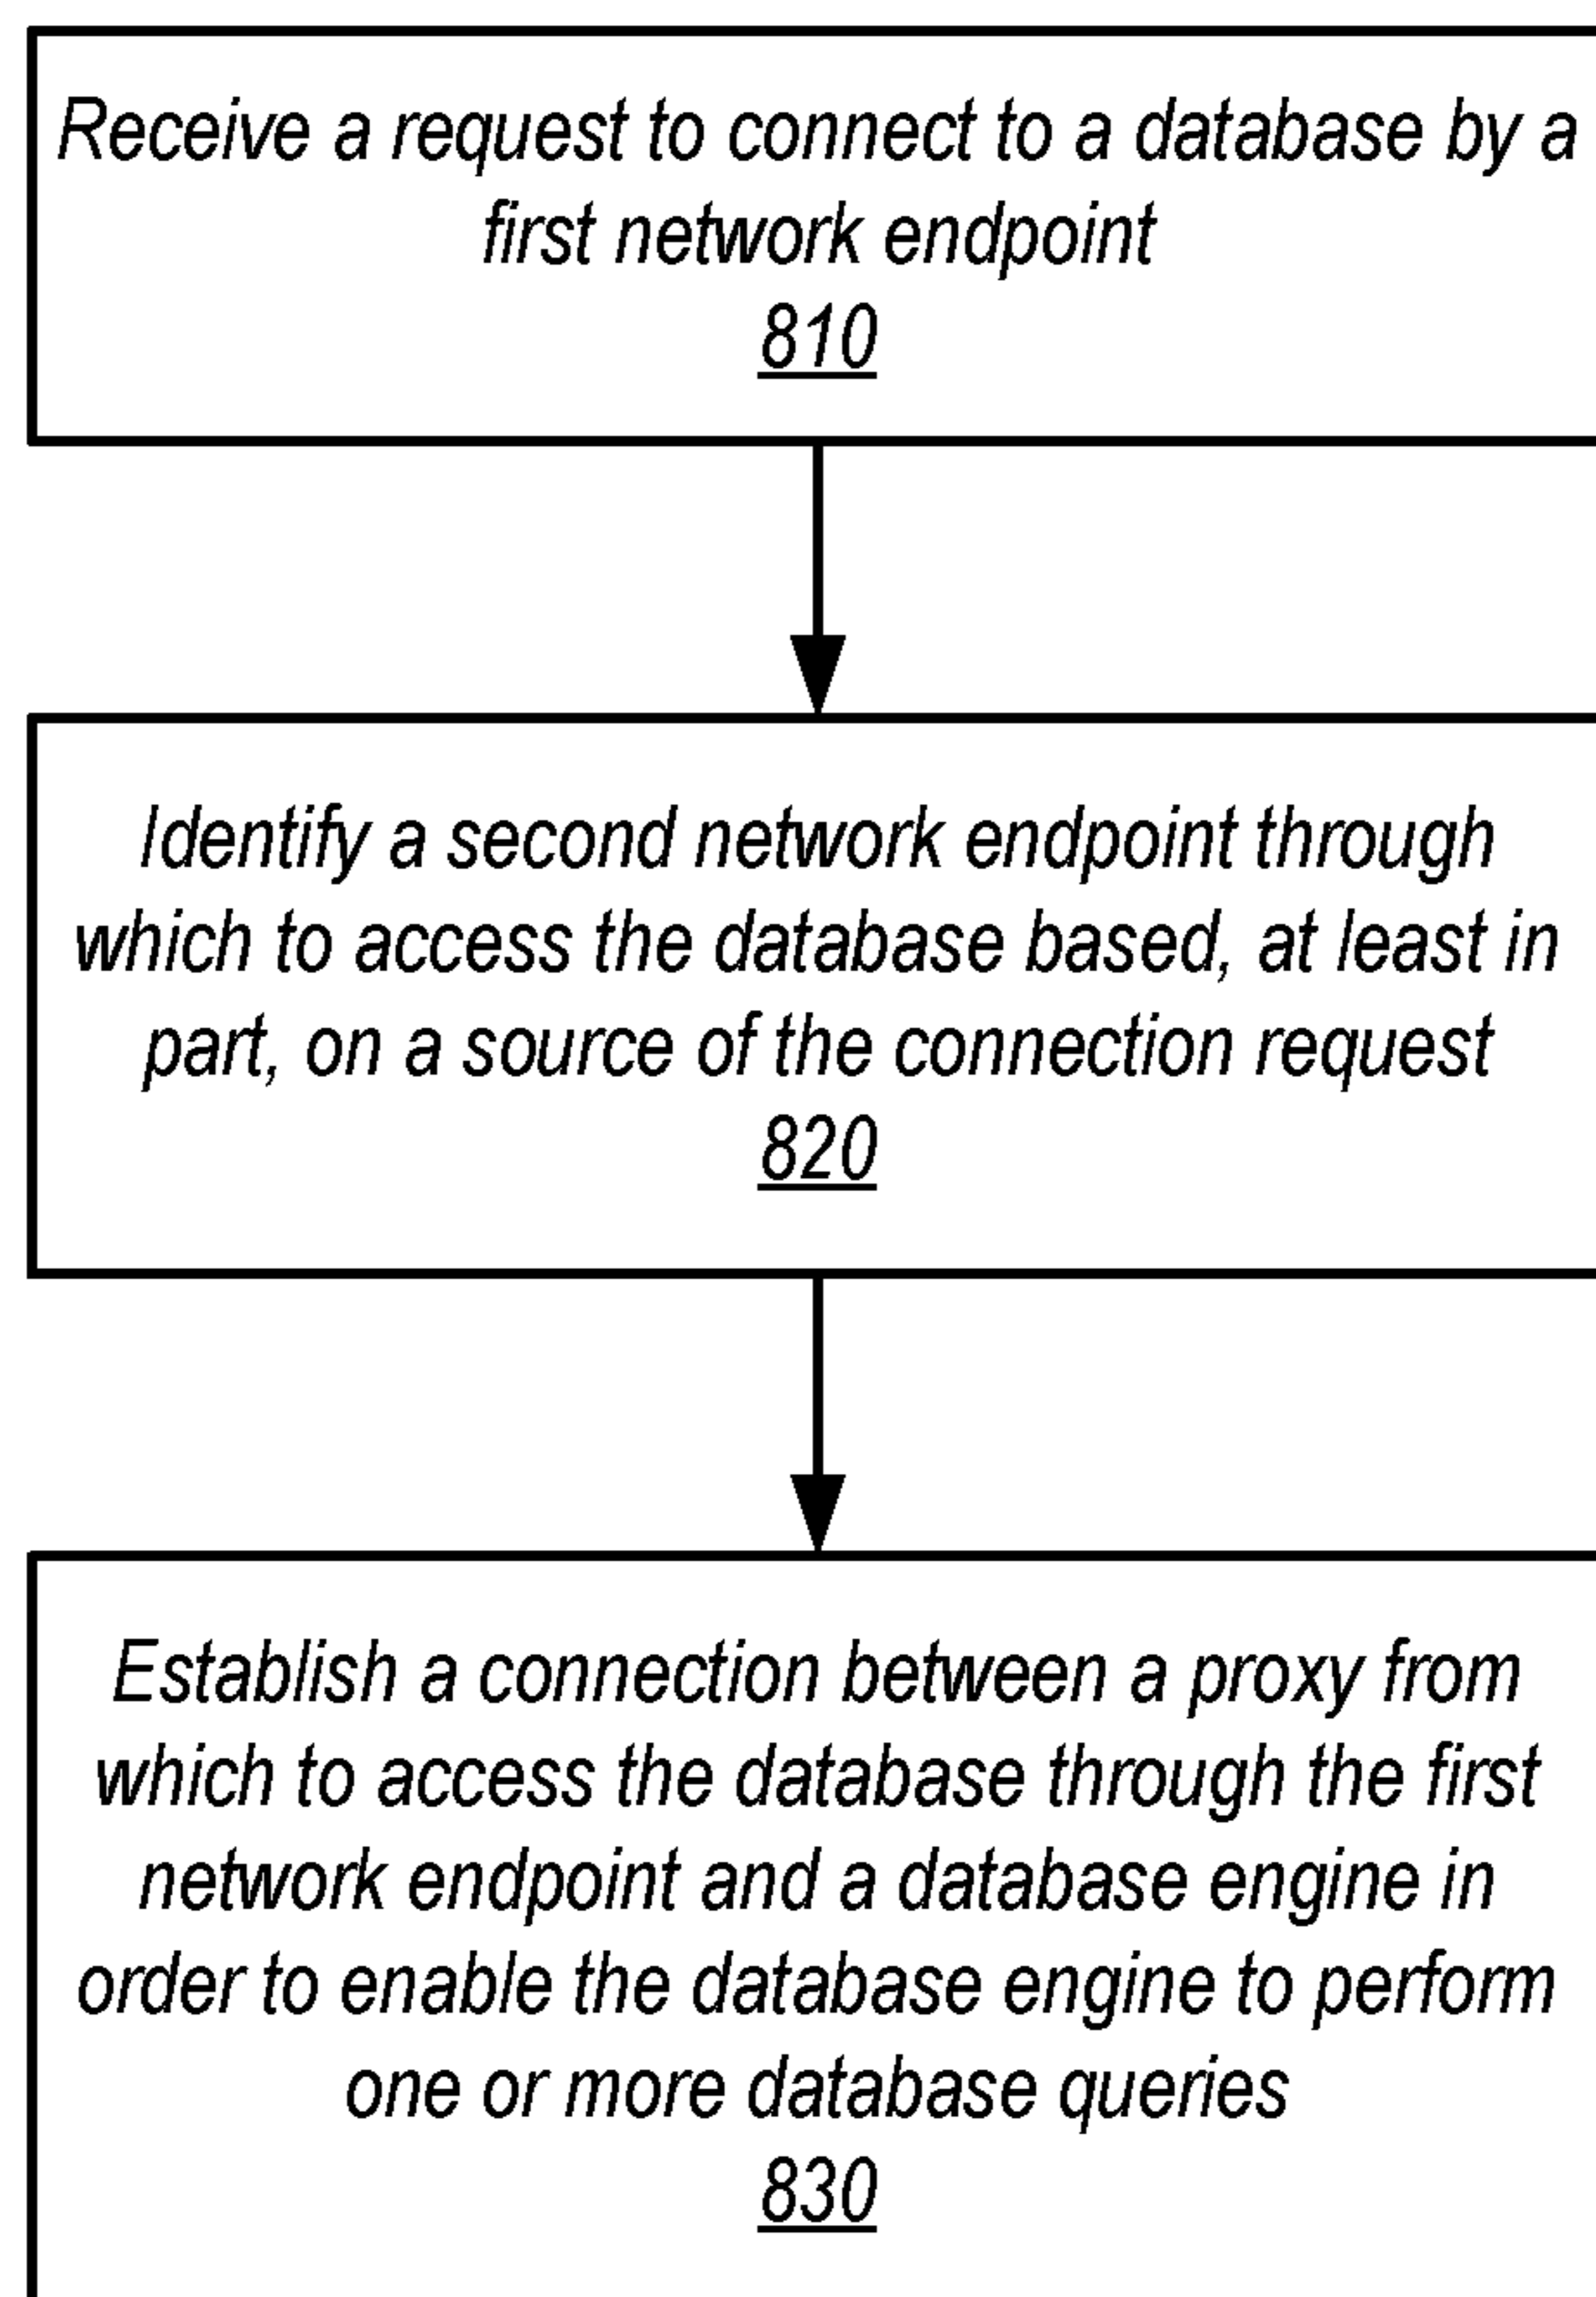 Receive a request to connect to a database by a
first network endpoint
810
Identify a second network endpoint through
which to access the database based, at least in
part, on a source of the connection request
820
Establish a connection between a proxy from
which to access the database through the first
network endpoint and a database engine in
order to enable the database engine to perform
one or more database queries
830